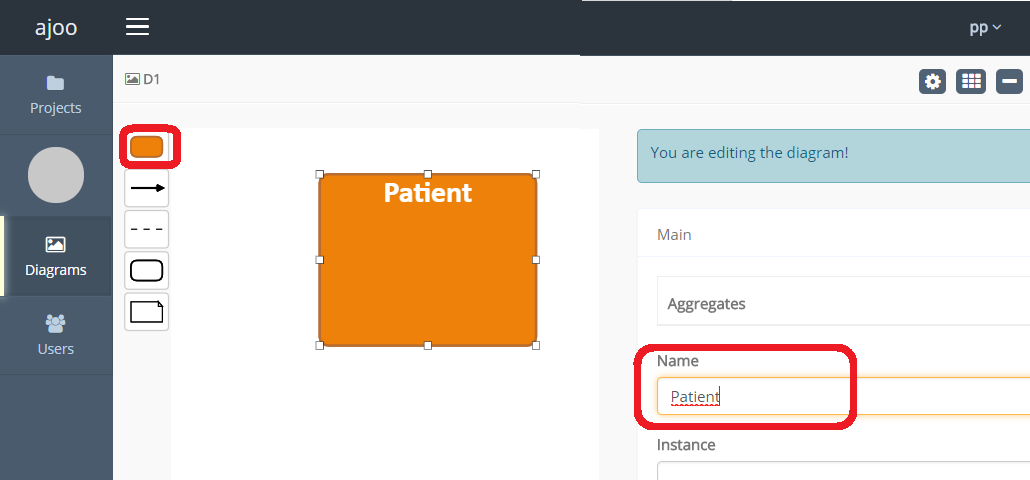 ajoo
pp
Projects
Diagrams
Users
D1
Patient
You are editing the diagram!
Main
Aggregates
Name
Patient
Instance